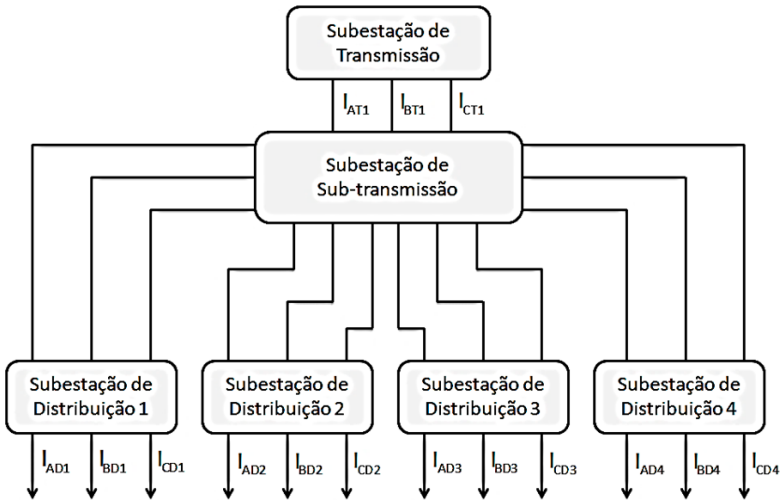 Subestação de
Transmissão
IAT1 IBT1 ICT1
Subestação de
Sub-transmissão
Subestação de
Distribuição 1
Subestação de
Distribuição 2
Subestação de
Distribuição 3
Subestação de
Distribuição 4
IAD1 IBD1 ICD1 IAD2 IBD2 ICD2 IAD3 IBD3 ICD3 IAD4 IBD4 ICD4